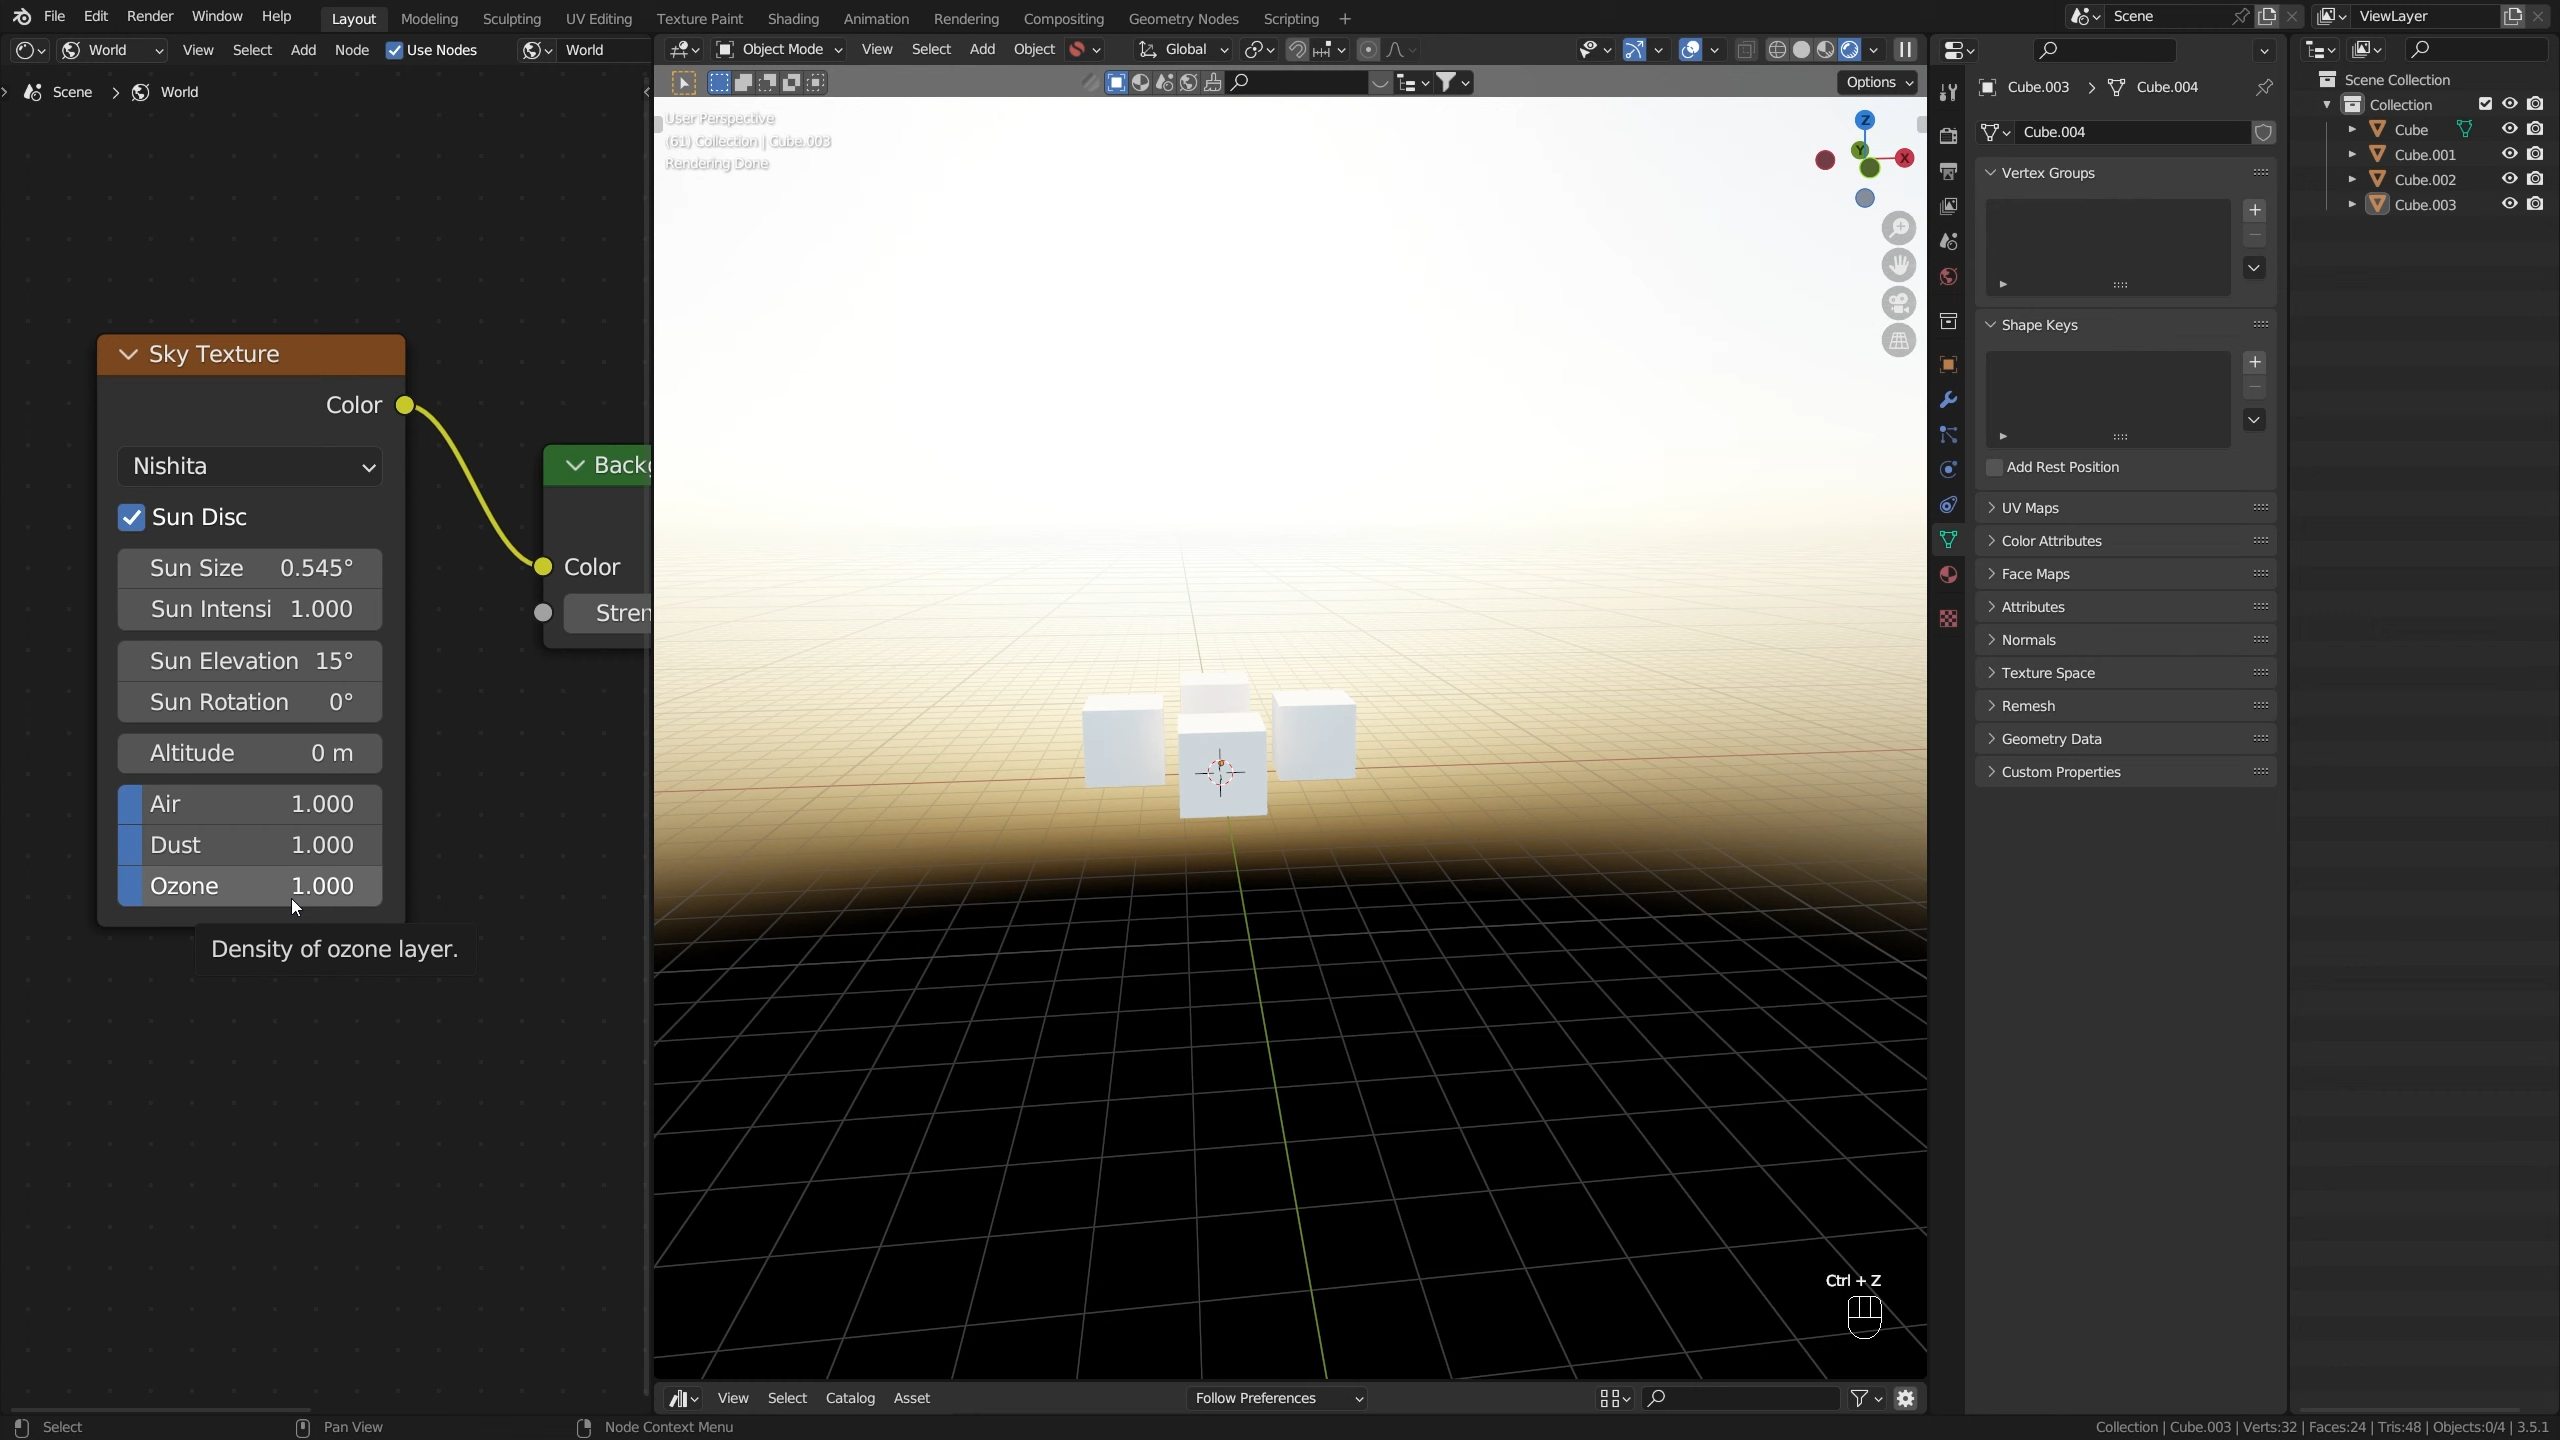 File Edit Render Window Help Layout Modeling Sculpting UV Editing Texture Paint Shading Animation Rendering Compositing Geometry Nodes Scripting + Scene ViewLayer
World View Select Add Node Use Nodes World Object Mode View Select Add Object Global
Options
Scene > World
User Perspective
(61) Collection | Cube.003
Rendering Done
Z
Y
X
Sky Texture
Color
Nishita
Sun Disc
Sun Size 0.545°
Sun Intensi 1.000
Sun Elevation 15°
Sun Rotation 0°
Altitude 0 m
Air 1.000
Dust 1.000
Ozone 1.000
Density of ozone layer.
Backg
Color
Stren
Ctrl + Z
Cube.003 > Cube.004
Cube.004
Vertex Groups
Shape Keys
Add Rest Position
UV Maps
Color Attributes
Face Maps
Attributes
Normals
Texture Space
Remesh
Geometry Data
Custom Properties
Scene Collection
Collection
Cube
Cube.001
Cube.002
Cube.003
View Select Catalog Asset Follow Preferences
Select Pan View Node Context Menu Collection | Cube.003 | Verts:32 | Faces:24 | Tris:48 | Objects:0/4 | 3.5.1